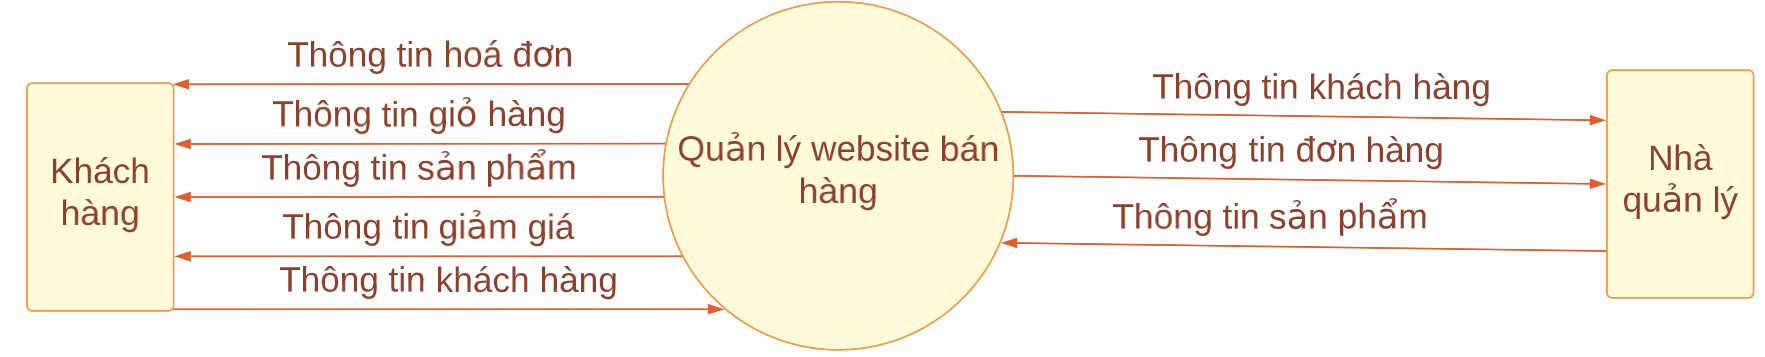 Thông tin hoá đơn
Thông tin giỏ hàng
Thông tin sản phẩm
Thông tin giảm giá
Thông tin khách hàng
Khách
hàng
Quản lý website bán
hàng
Thông tin khách hàng
Thông tin đơn hàng
Thông tin sản phẩm
Nhà
quản lý